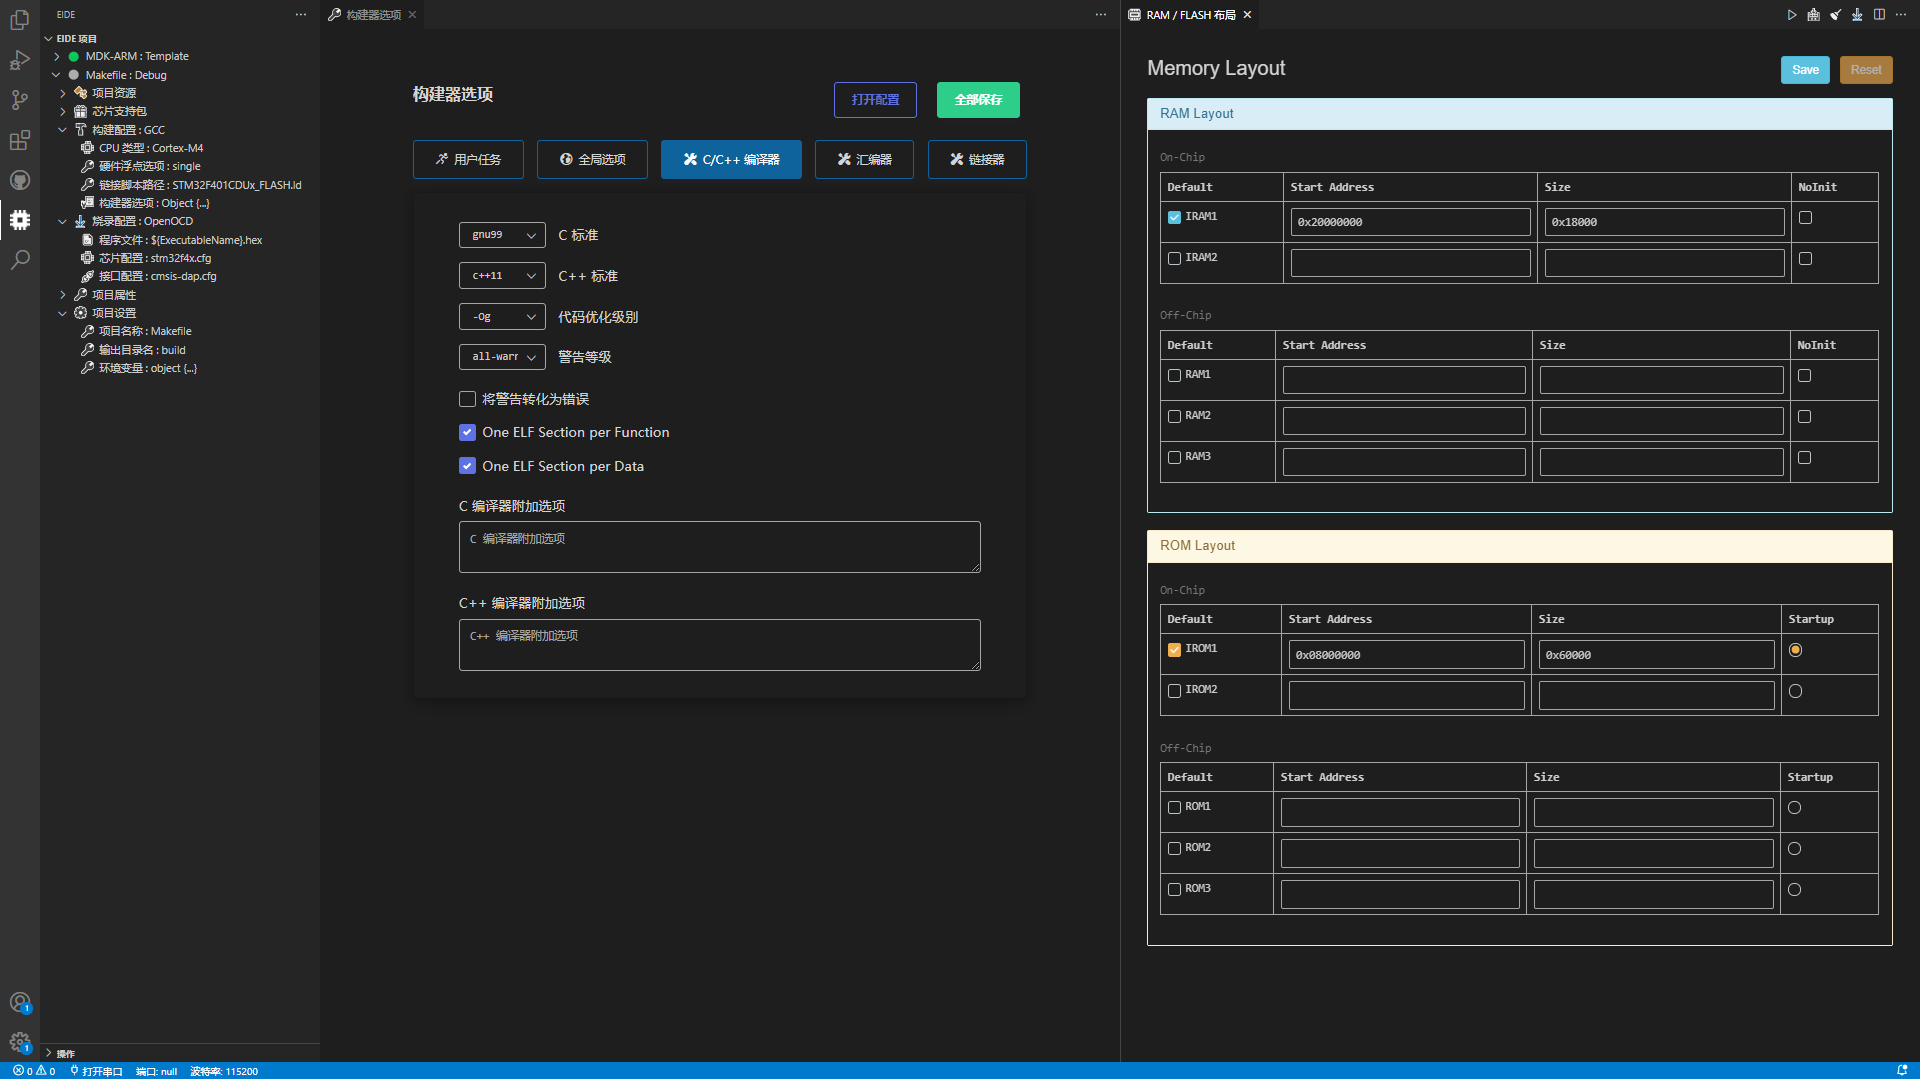 EIDE
EIDE 项目
MDK-ARM : Template
Makefile : Debug
项目资源
芯片支持包
构建配置 : GCC
CPU 类型 : Cortex-M4
硬件浮点选项 : single
链接脚本路径 : STM32F401CDUx_FLASH.ld
构建器选项 : Object {...}
烧录配置 : OpenOCD
程序文件 : ${ExecutableName}.hex
芯片配置 : stm32f4x.cfg
接口配置 : cmsis-dap.cfg
项目属性
项目设置
项目名称 : Makefile
输出目录名 : build
环境变量 : object {...}
操作
构建器选项
构建器选项
打开配置
全部保存
用户任务
全局选项
C/C++ 编译器
汇编器
链接器
gnu99 C 标准
c++11 C++ 标准
-Og 代码优化级别
all-warr 警告等级
将警告转化为错误
One ELF Section per Function
One ELF Section per Data
C 编译器附加选项
C 编译器附加选项
C++ 编译器附加选项
C++ 编译器附加选项
RAM / FLASH 布局
Memory Layout
Save
Reset
RAM Layout
On-Chip
Default Start Address Size NoInit
IRAM1 0x20000000 0x18000
IRAM2
Off-Chip
Default Start Address Size NoInit
RAM1
RAM2
RAM3
ROM Layout
On-Chip
Default Start Address Size Startup
IROM1 0x08000000 0x60000
IROM2
Off-Chip
Default Start Address Size Startup
ROM1
ROM2
ROM3
1
1
0 0 打开串口 端口: null 波特率: 115200